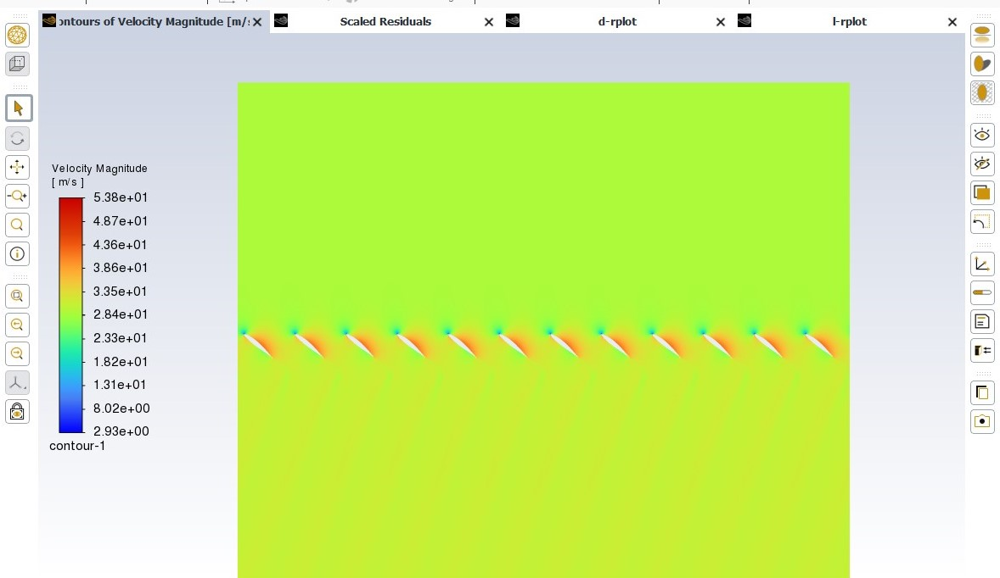 ontours of Velocity Magnitude [m/s
Scaled Residuals
d-rplot
l-rplot
Velocity Magnitude
[ m/s ]
5.38e+01
4.87e+01
4.36e+01
3.86e+01
3.35e+01
2.84e+01
2.33e+01
1.82e+01
1.31e+01
8.02e+00
2.93e+00
contour-1